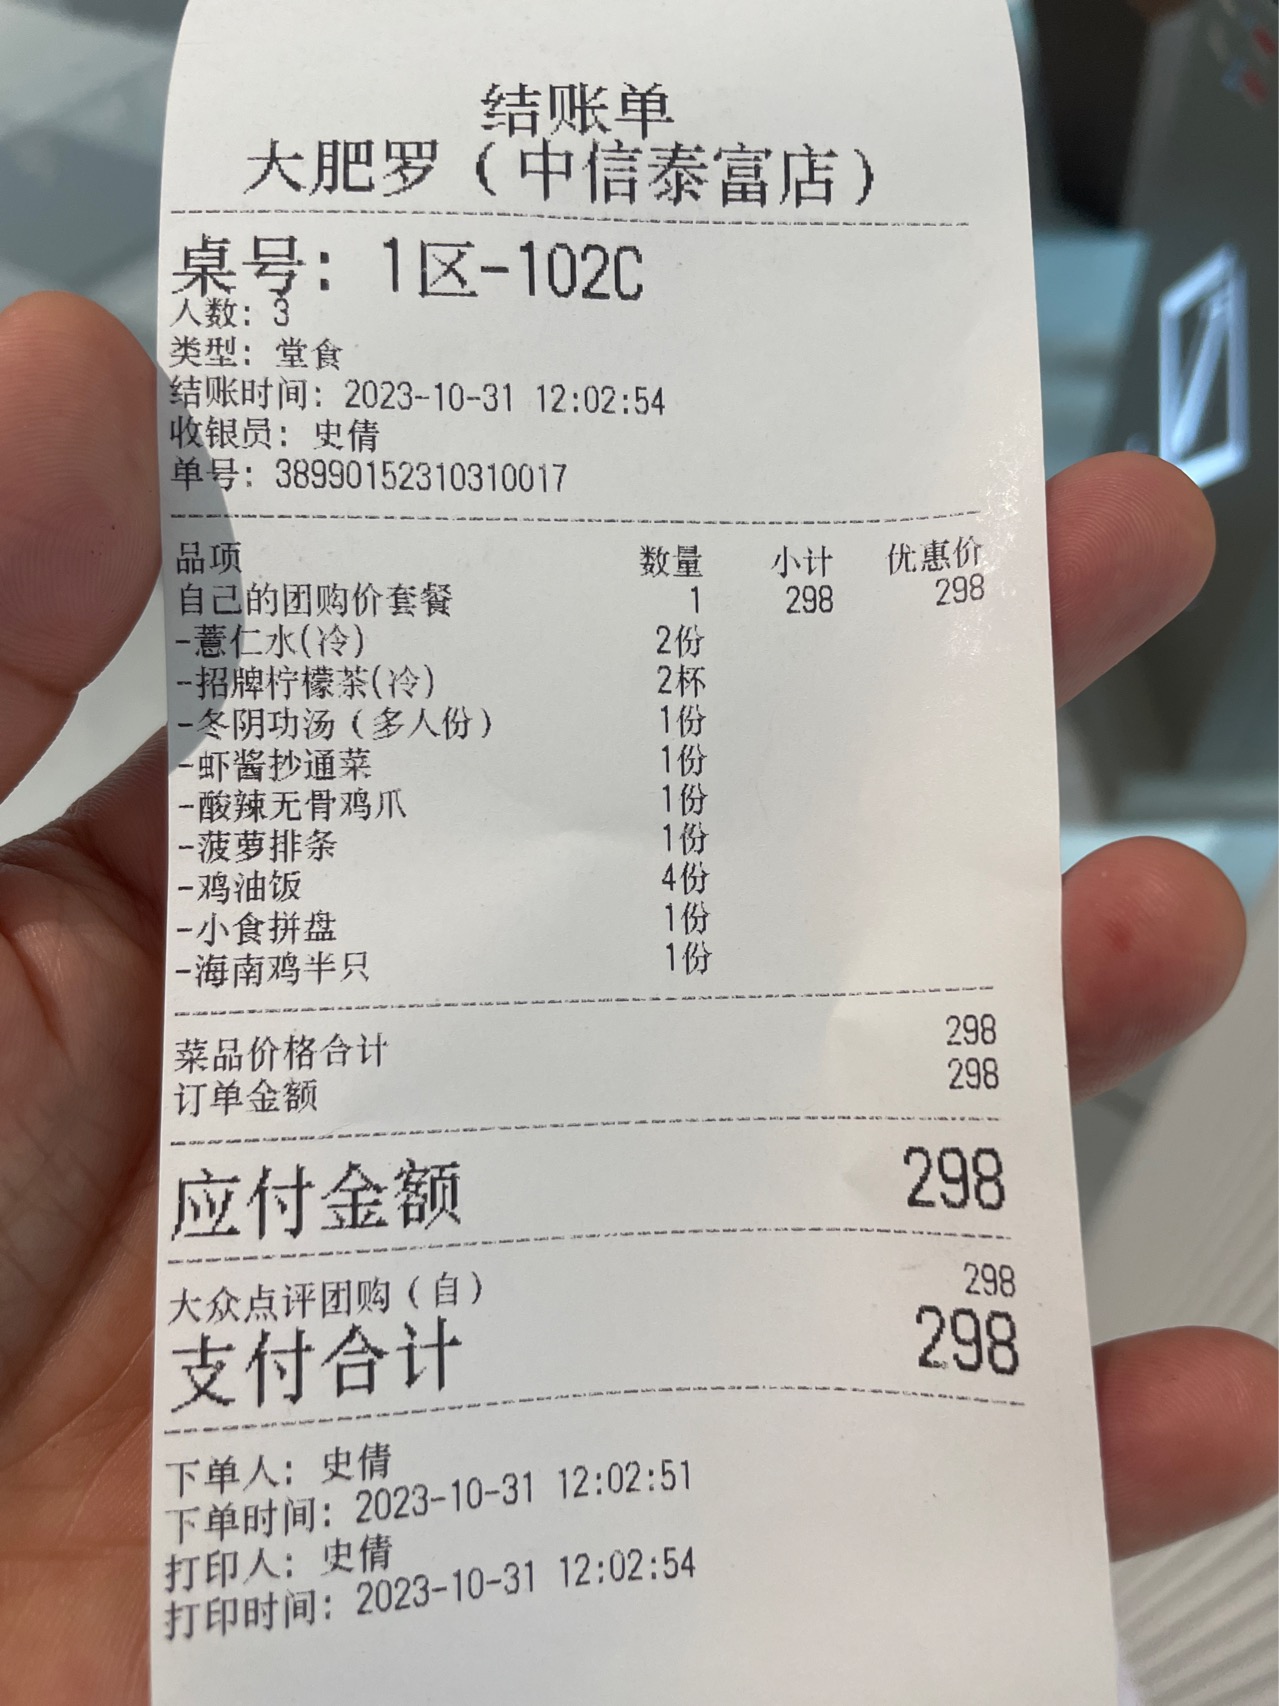 结账单
大肥罗（中信泰富店）
桌号：1区-102C
人数：3
类型：堂食
结账时间：2023-10-31 12:02:54
收银员：史倩
单号：38990152310310017
品项 数量 小计 优惠价
自己的团购价套餐 1 298 298
-薏仁水(冷) 2份
-招牌柠檬茶(冷) 2杯
-冬阴功汤（多人份） 1份
-虾酱抄通菜 1份
-酸辣无骨鸡爪 1份
-菠萝排条 1份
-鸡油饭 4份
-小食拼盘 1份
-海南鸡半只 1份
菜品价格合计 298
订单金额 298
应付金额 298
大众点评团购（自） 298
支付合计 298
下单人：史倩
下单时间：2023-10-31 12:02:51
打印人：史倩
打印时间：2023-10-31 12:02:54